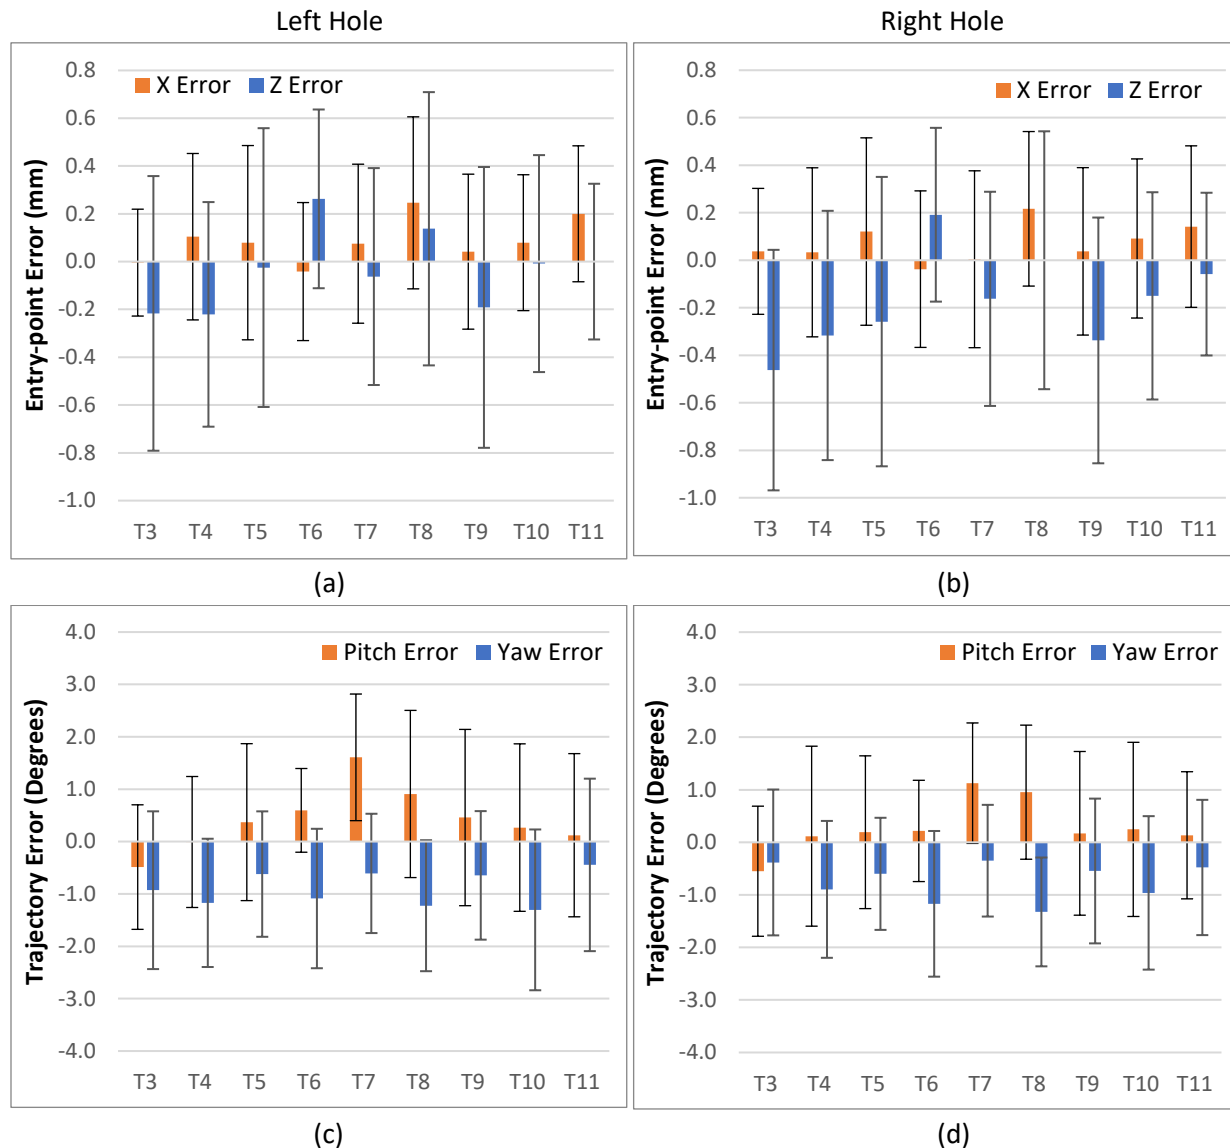 Left Hole
Right Hole
Entry-point Error (mm)
X Error Z Error
0.8
0.6
0.4
0.2
0.0
-0.2
-0.4
-0.6
-0.8
-1.0
T3 T4 T5 T6 T7 T8 T9 T10 T11
(a)
Entry-point Error (mm)
X Error Z Error
0.8
0.6
0.4
0.2
0.0
-0.2
-0.4
-0.6
-0.8
-1.0
T3 T4 T5 T6 T7 T8 T9 T10 T11
(b)
Trajectory Error (Degrees)
Pitch Error Yaw Error
4.0
3.0
2.0
1.0
0.0
-1.0
-2.0
-3.0
-4.0
T3 T4 T5 T6 T7 T8 T9 T10 T11
(c)
Trajectory Error (Degrees)
Pitch Error Yaw Error
4.0
3.0
2.0
1.0
0.0
-1.0
-2.0
-3.0
-4.0
T3 T4 T5 T6 T7 T8 T9 T10 T11
(d)